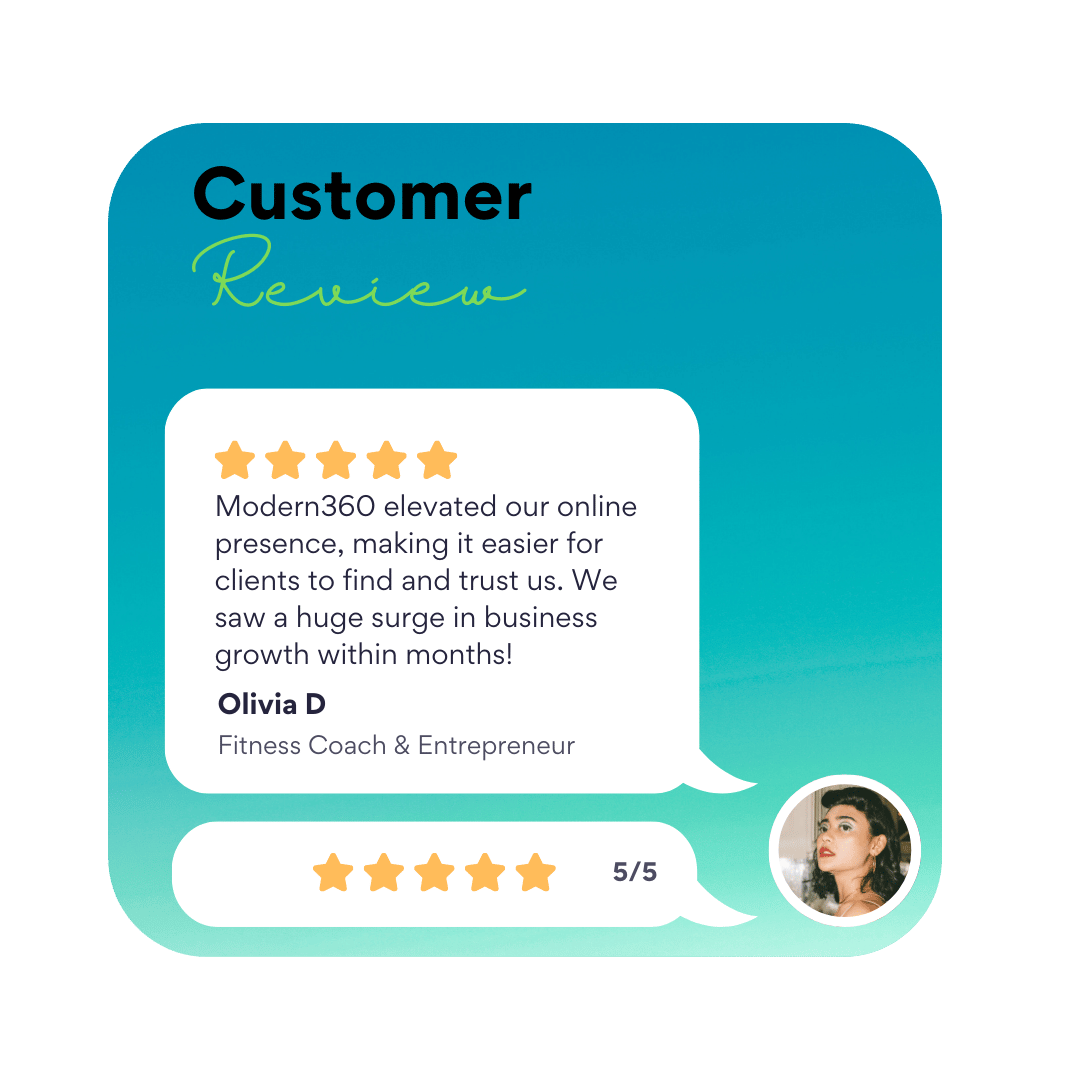 Customer
Review
Modern360 elevated our online
presence, making it easier for
clients to find and trust us. We
saw a huge surge in business
growth within months!
Olivia D
Fitness Coach & Entrepreneur
5/5